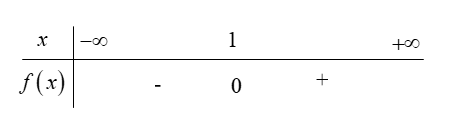 x −∞ 1 +∞
f(x) - 0 +